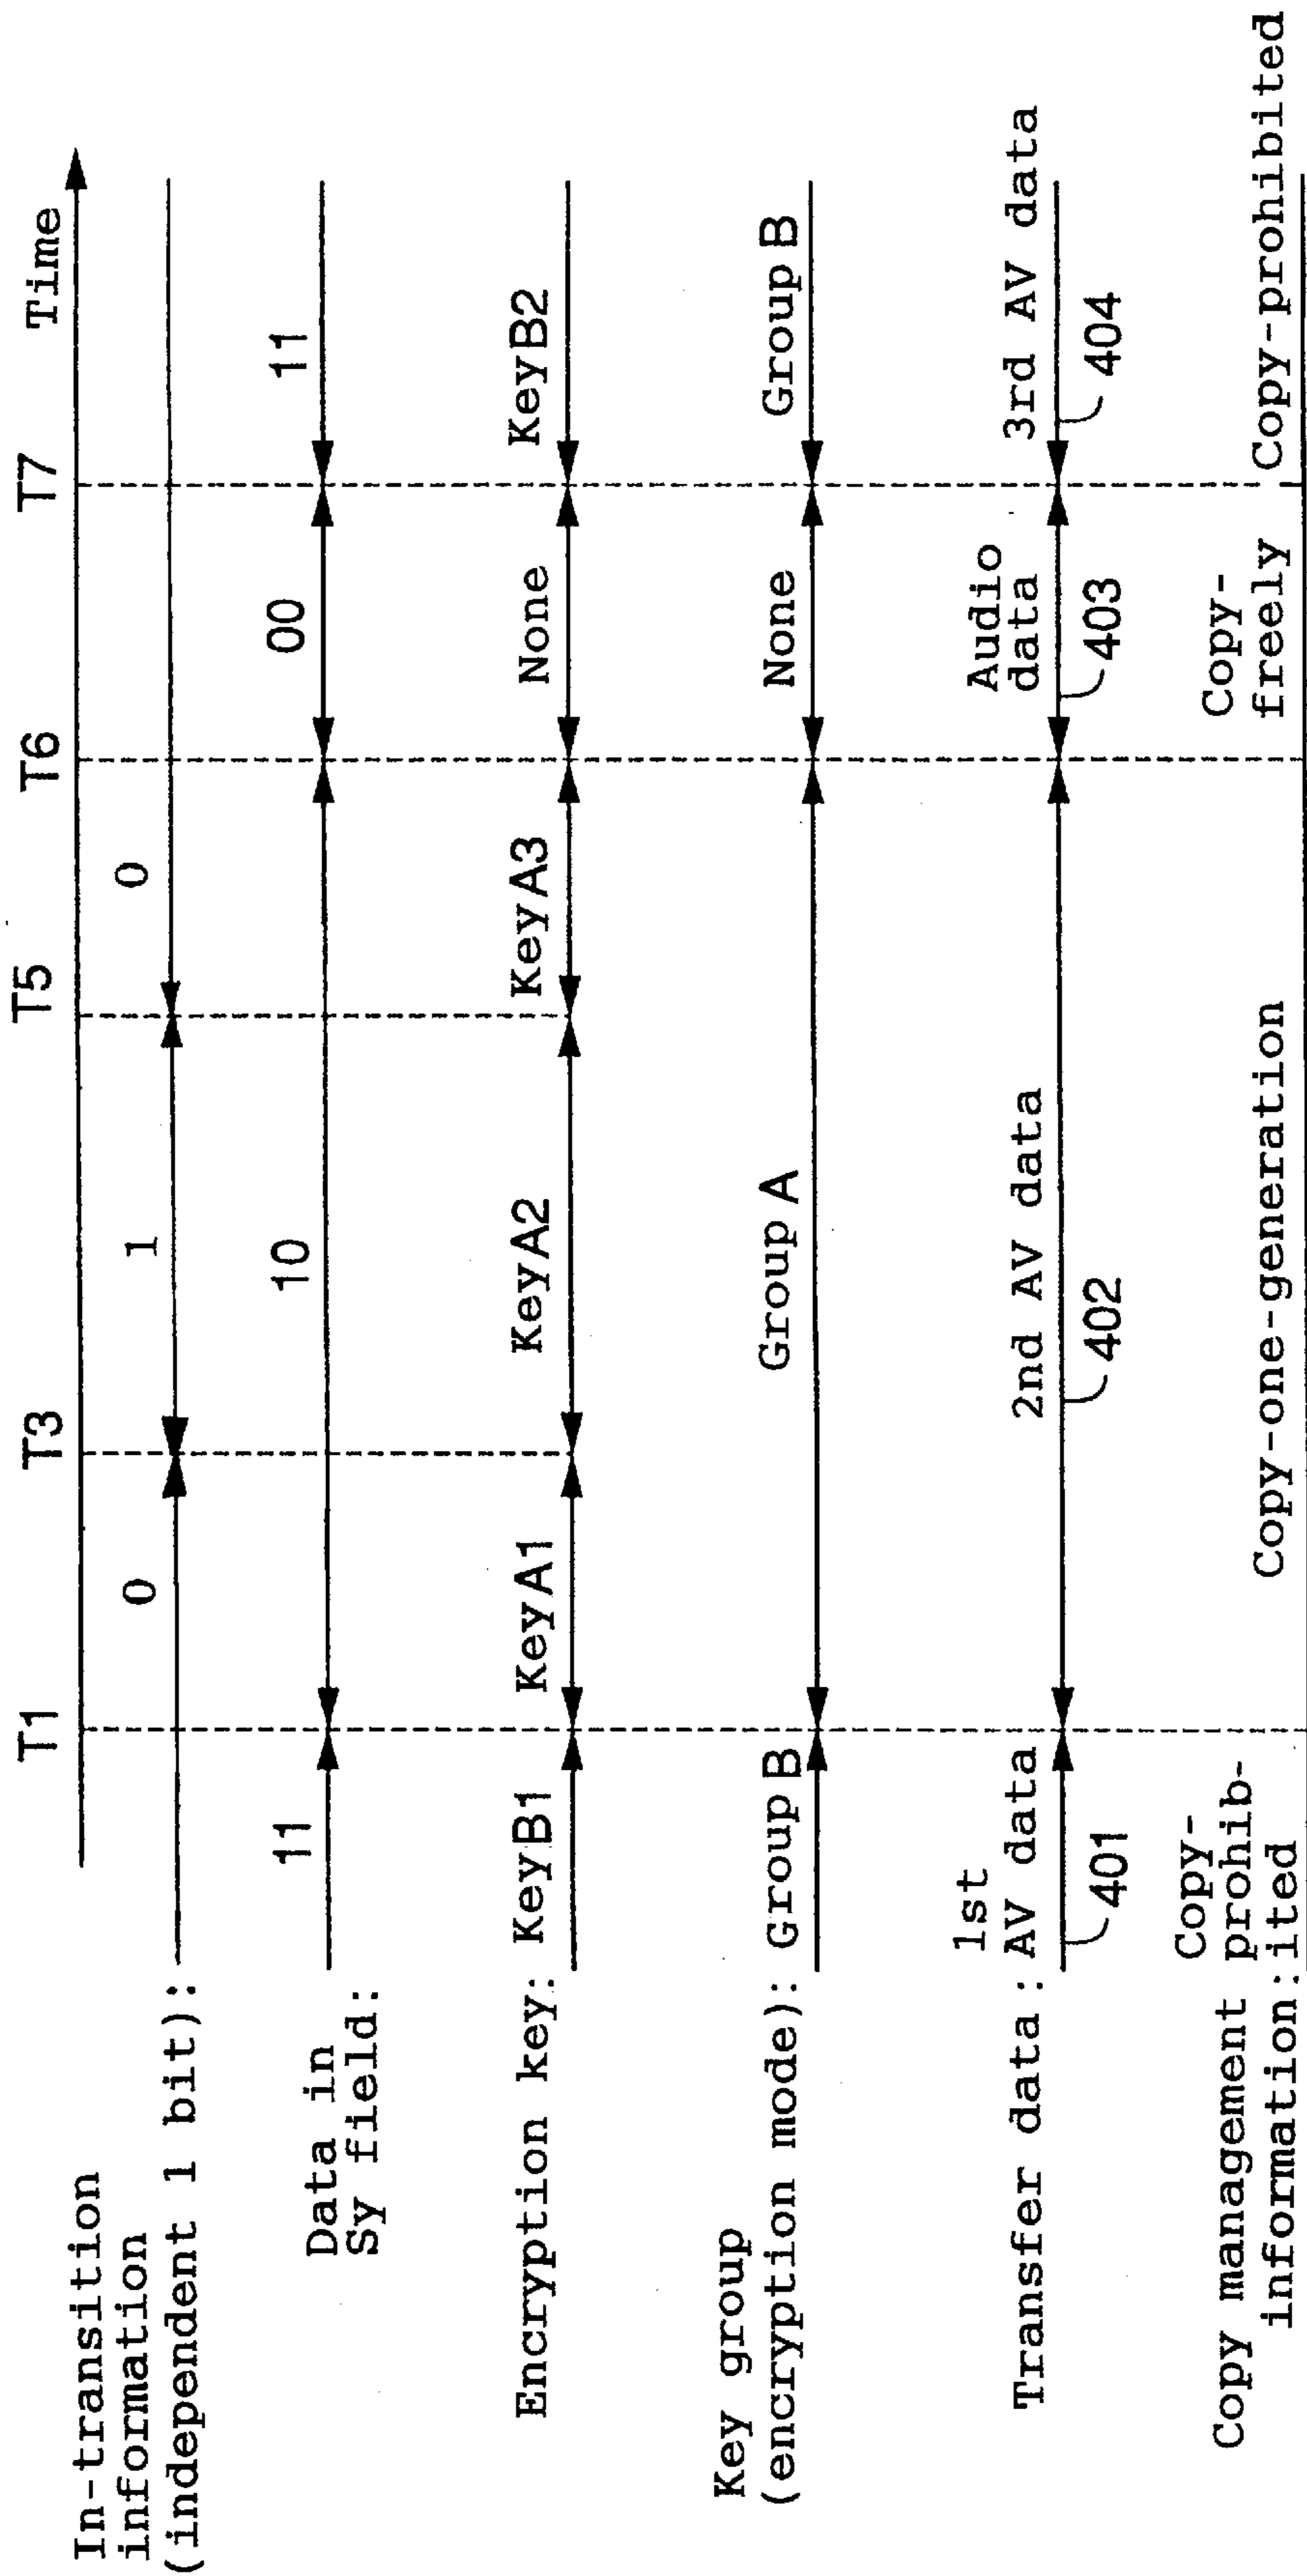 T1
T3
T5
T6
T7
Time
In-transition
information
(independent 1 bit):
0
1
0
Data in
Sy field:
11
10
00
11
Encryption key:
KeyB1
KeyA1
KeyA2
KeyA3
None
KeyB2
Key group
(encryption mode):
Group B
Group A
None
Group B
Transfer data:
1st
AV data
401
2nd AV data
402
Audio
data
403
3rd AV data
404
Copy management
information:
Copy-
prohib-
ited
Copy-one-generation
Copy-
freely
Copy-prohibited